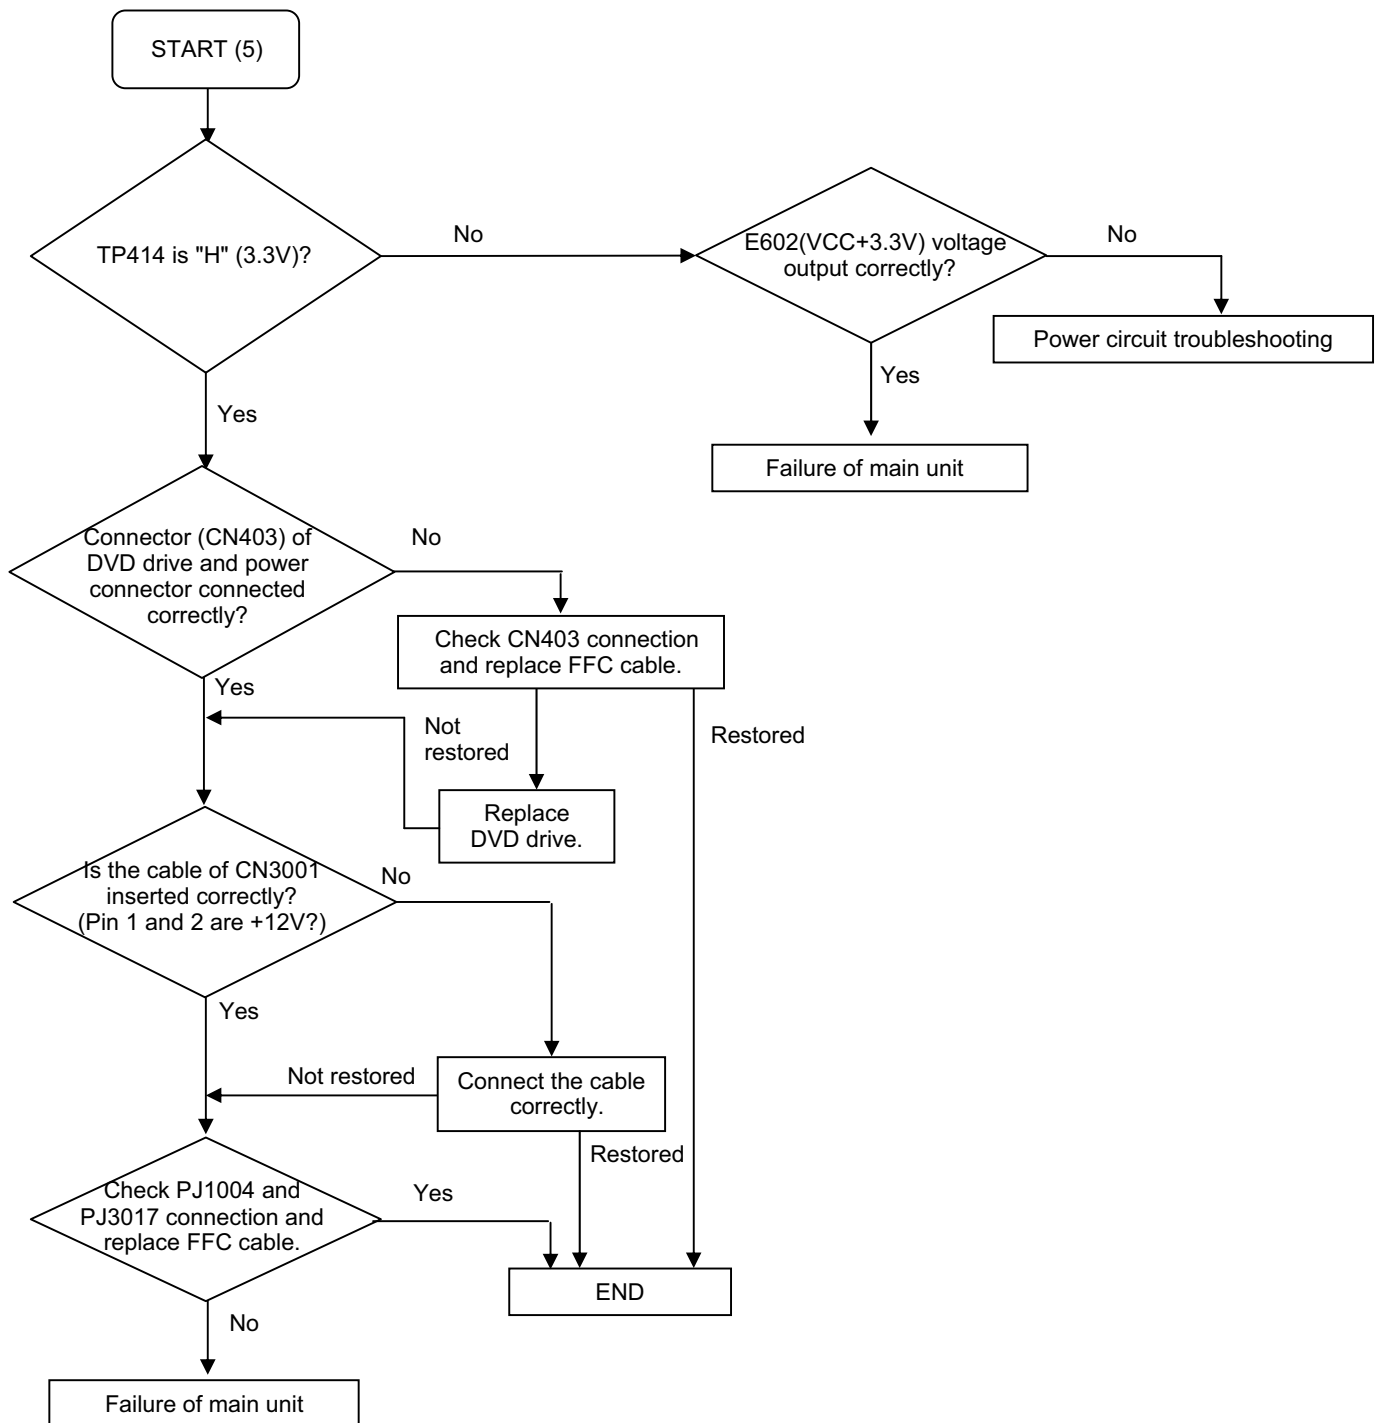 START (5)
TP414 is "H" (3.3V)?
No
E602(VCC+3.3V) voltage
output correctly?
No
Power circuit troubleshooting
Yes
Failure of main unit
Yes
Connector (CN403) of
DVD drive and power
connector connected
correctly?
No
Check CN403 connection
and replace FFC cable.
Yes
Not
restored
Restored
Replace
DVD drive.
Is the cable of CN3001
inserted correctly?
(Pin 1 and 2 are +12V?)
No
Yes
Not restored
Connect the cable
correctly.
Restored
Check PJ1004 and
PJ3017 connection and
replace FFC cable.
Yes
END
No
Failure of main unit